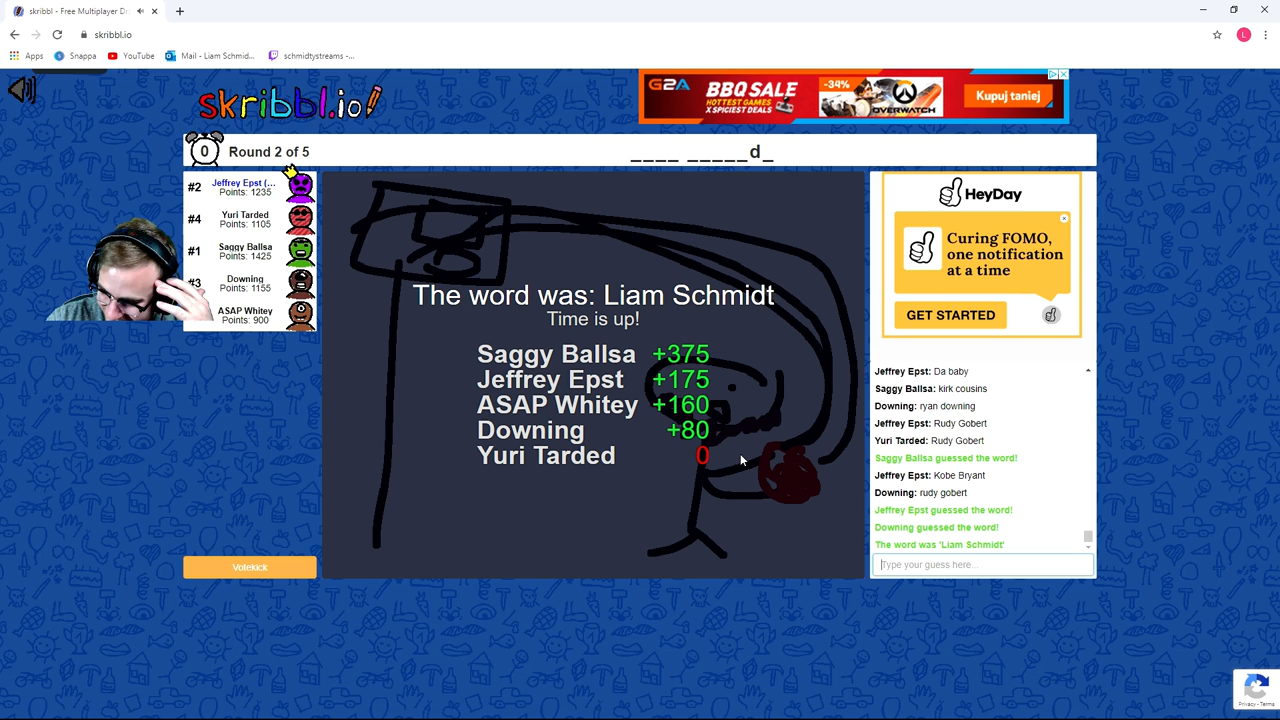 skribbl - Free Multiplayer Dr
skribbl.io
Apps
Snappa
YouTube
Mail - Liam Schmid...
schmidtystreams -...
skribbl.io
G2A
BBQ SALE
HOTTEST GAMES
X SPICIEST DEALS
-34%
OVERWATCH
Kupuj taniej
0
Round 2 of 5
____ _____d_
#2
Jeffrey Epst (...
Points: 1235
#4
Yuri Tarded
Points: 1105
#1
Saggy Ballsa
Points: 1425
#3
Downing
Points: 1155
ASAP Whitey
Points: 900
Votekick
The word was: Liam Schmidt
Time is up!
Saggy Ballsa +375
Jeffrey Epst +175
ASAP Whitey +160
Downing +80
Yuri Tarded 0
HeyDay
Curing FOMO,
one notification
at a time
GET STARTED
Jeffrey Epst: Da baby
Saggy Ballsa: kirk cousins
Downing: ryan downing
Jeffrey Epst: Rudy Gobert
Yuri Tarded: Rudy Gobert
Saggy Ballsa guessed the word!
Jeffrey Epst: Kobe Bryant
Downing: rudy gobert
Jeffrey Epst guessed the word!
Downing guessed the word!
The word was 'Liam Schmidt'
Type your guess here...
L
Privacy - Terms